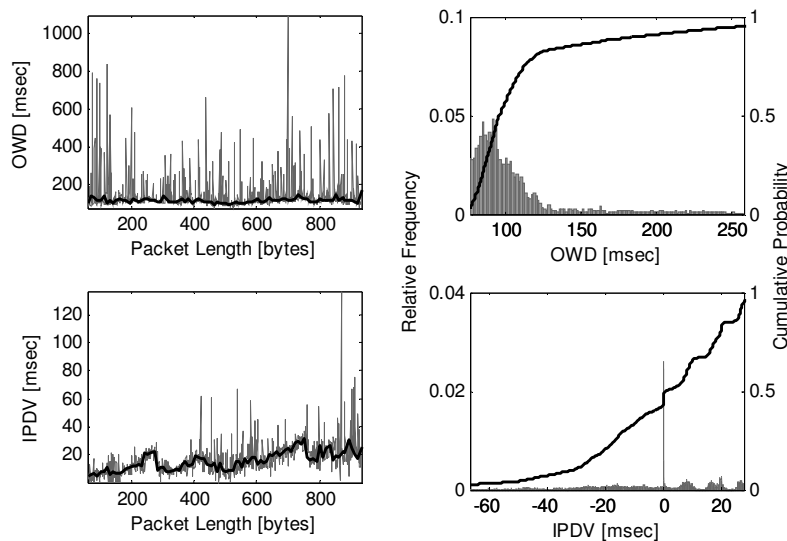 1000
800
600
400
200
OWD [msec]
200 400 600 800
Packet Length [bytes]
0.1
0.05
0
1
0.5
0
100 150 200 250
OWD [msec]
120
100
80
60
40
20
IPDV [msec]
200 400 600 800
Packet Length [bytes]
Relative Frequency
Cumulative Probability
0.04
0.02
0
1
0.5
0
-60 -40 -20 0 20
IPDV [msec]